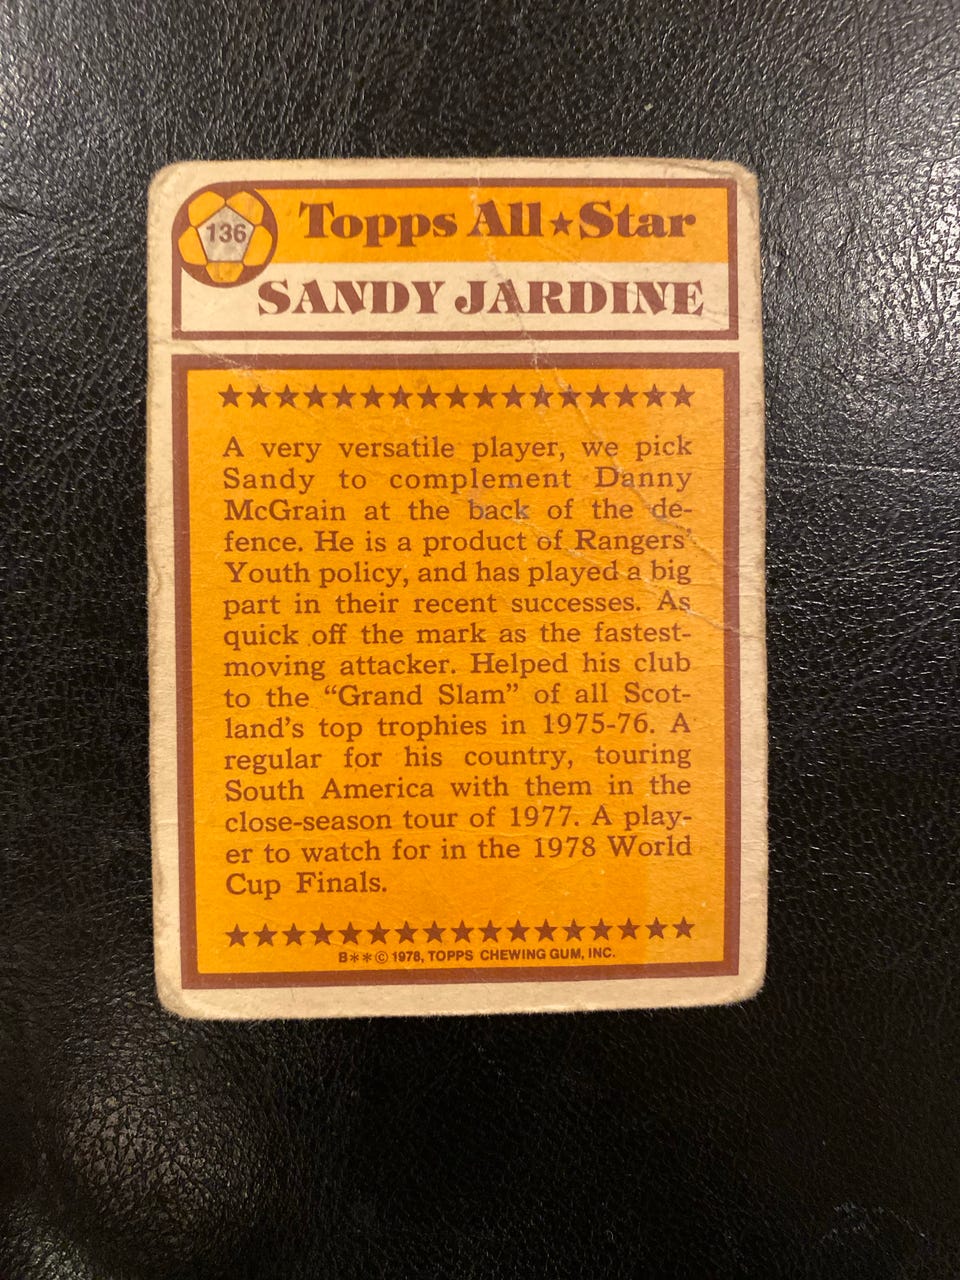 136
Topps All★Star
SANDY JARDINE
★★★★★★★★★★★★★★★★★
A very versatile player, we pick
Sandy to complement Danny
McGrain at the back of the de-
fence. He is a product of Rangers'
Youth policy, and has played a big
part in their recent successes. As
quick off the mark as the fastest-
moving attacker. Helped his club
to the “Grand Slam” of all Scot-
land's top trophies in 1975-76. A
regular for his country, touring
South America with them in the
close-season tour of 1977. A play-
er to watch for in the 1978 World
Cup Finals.
★★★★★★★★★★★★★★★★★
B** © 1978, TOPPS CHEWING GUM, INC.